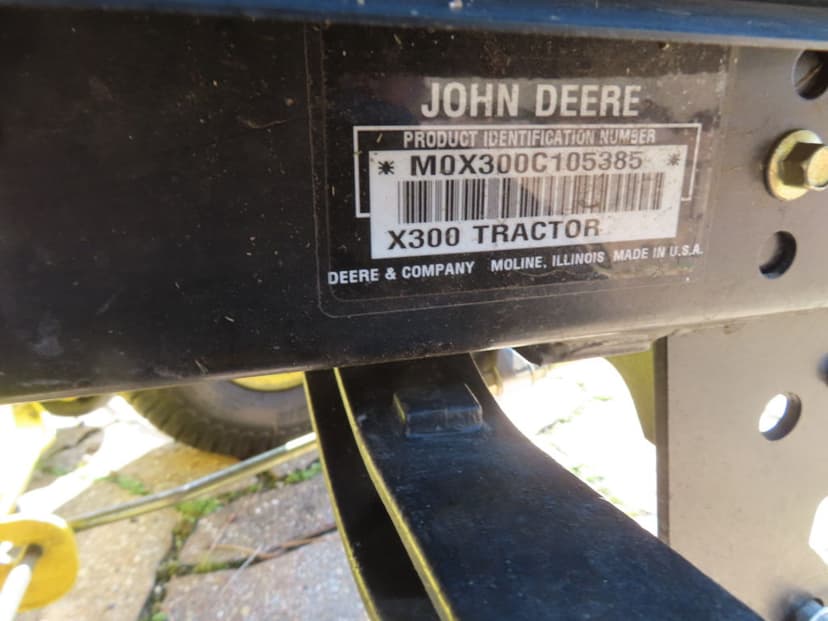 JOHN DEERE
PRODUCT IDENTIFICATION NUMBER
* M0X300C105385 *
X300 TRACTOR
DEERE & COMPANY MOLINE, ILLINOIS MADE IN U.S.A.